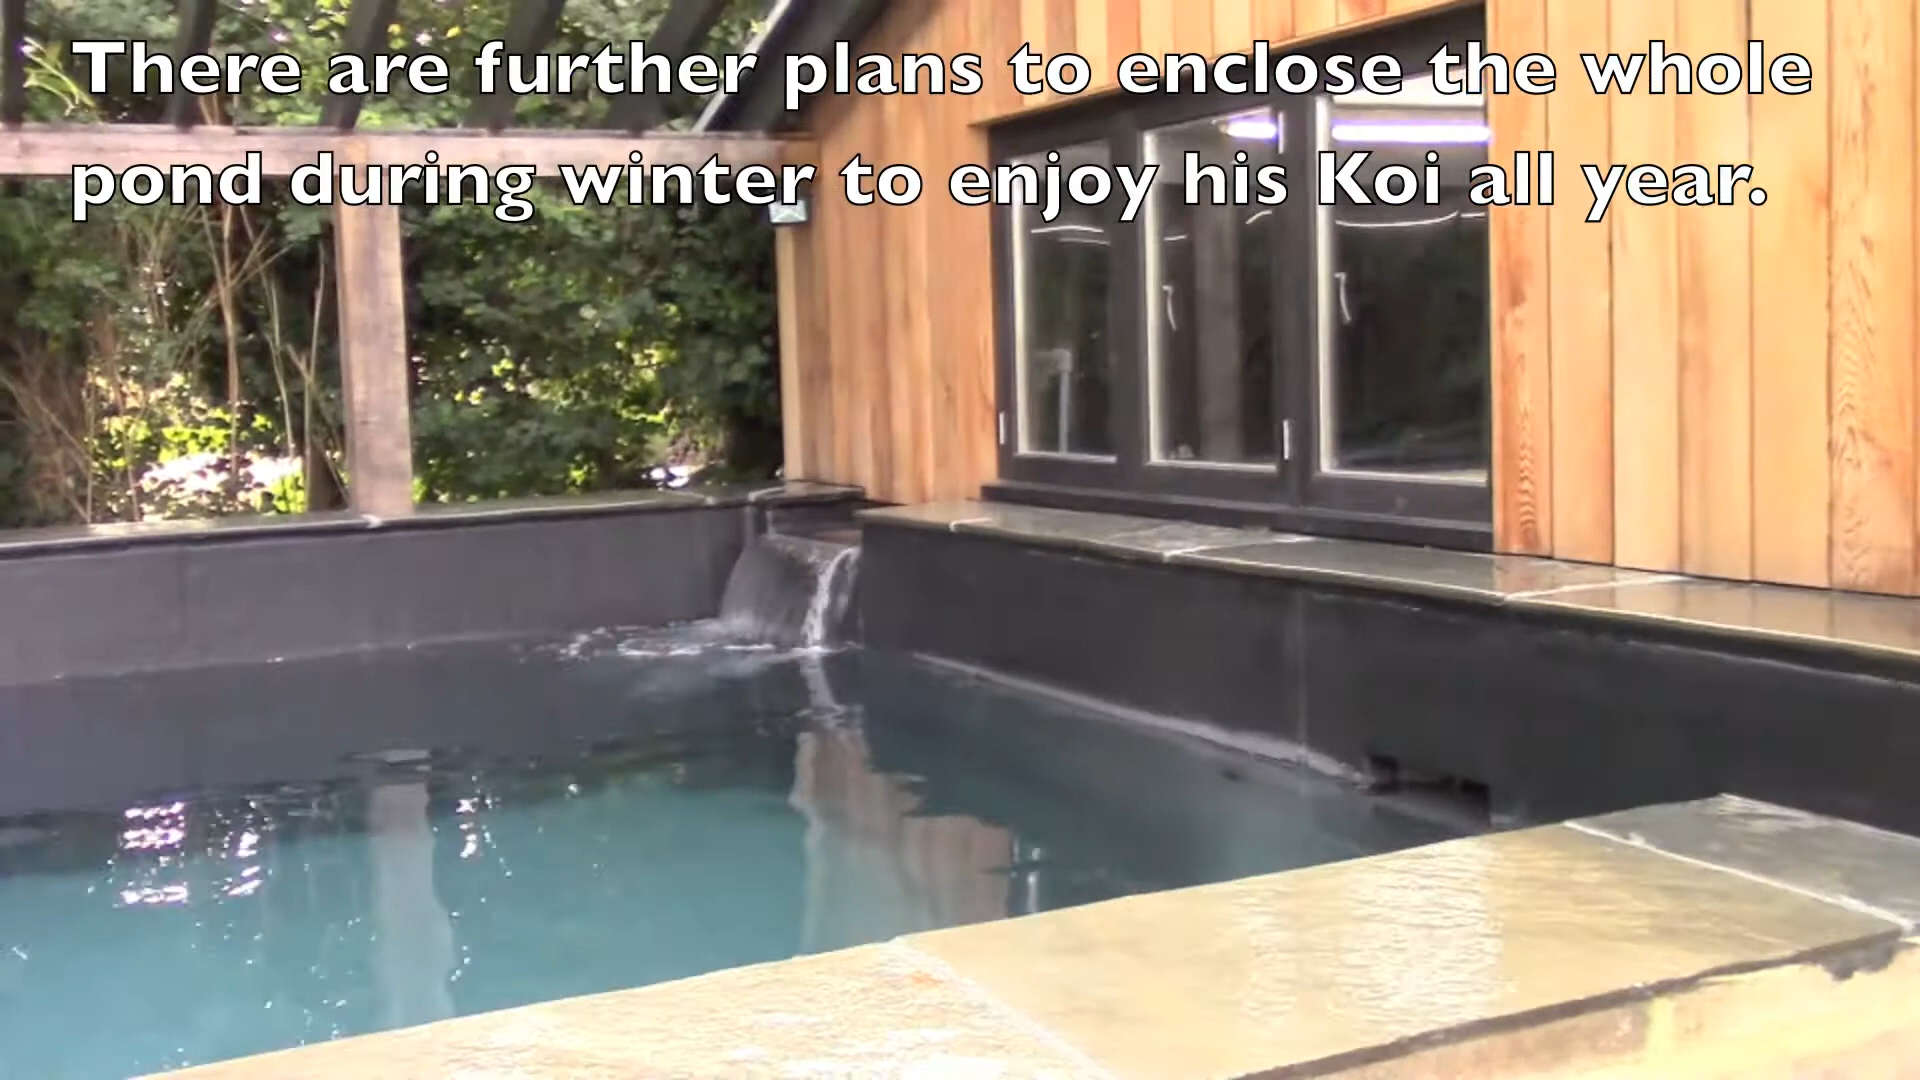 There are further plans to enclose the whole
pond during winter to enjoy his Koi all year.